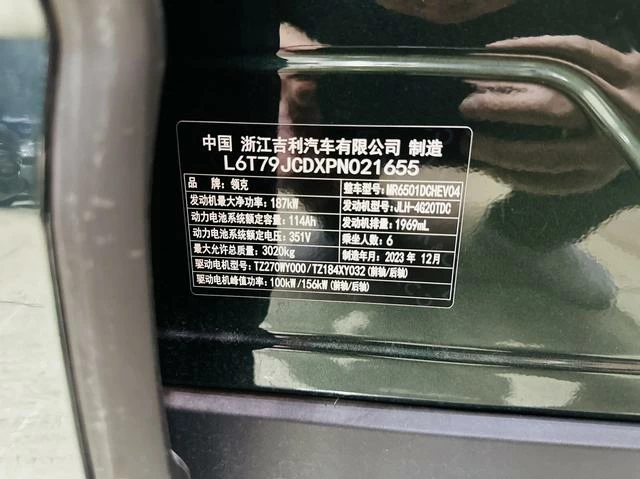 中国 浙江吉利汽车有限公司 制造
L6T79JCDXPN021655
品牌：领克 整车型号：MR6501DCHEV04
发动机最大净功率：187kW 发动机型号：JLH-4G20TDC
动力电池系统额定容量：114Ah 发动机排量：1969mL
动力电池系统额定电压：351V 乘坐人数：6
最大允许总质量：3020kg 制造年月：2023 年 12月
驱动电机型号：TZ270WY000/TZ184XY032(前轴/后轴)
驱动电机峰值功率：100kW/156kW(前轴/后轴)